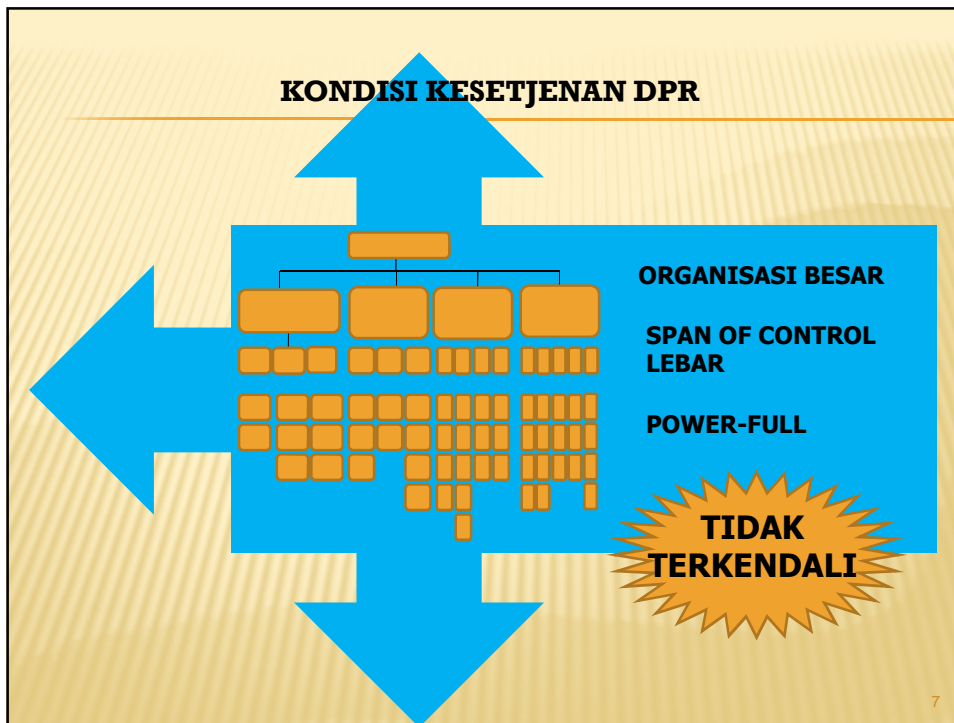 KONDISI KESETJENAN DPR
ORGANISASI BESAR
SPAN OF CONTROL
LEBAR
POWER-FULL
TIDAK
TERKENDALI
7